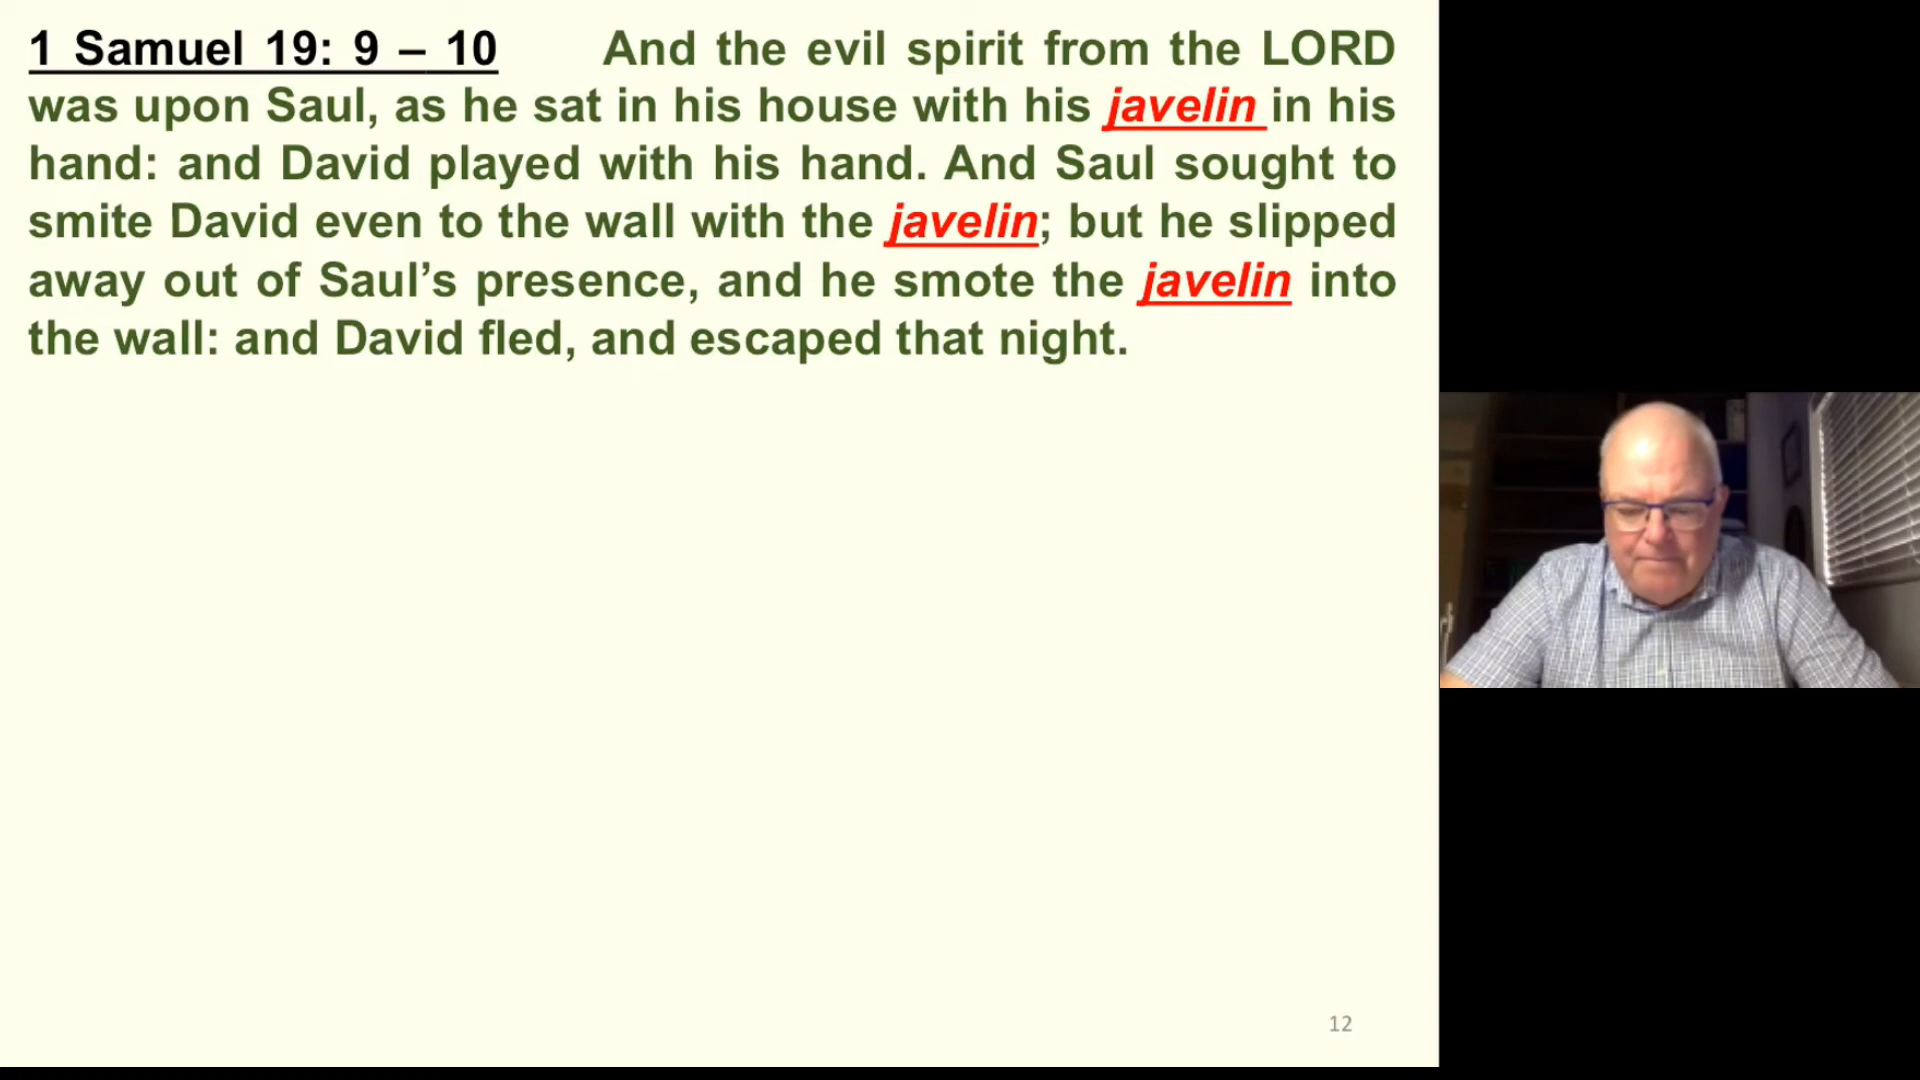 1 Samuel 19: 9 – 10 And the evil spirit from the LORD
was upon Saul, as he sat in his house with his javelin in his
hand: and David played with his hand. And Saul sought to
smite David even to the wall with the javelin; but he slipped
away out of Saul’s presence, and he smote the javelin into
the wall: and David fled, and escaped that night.
12